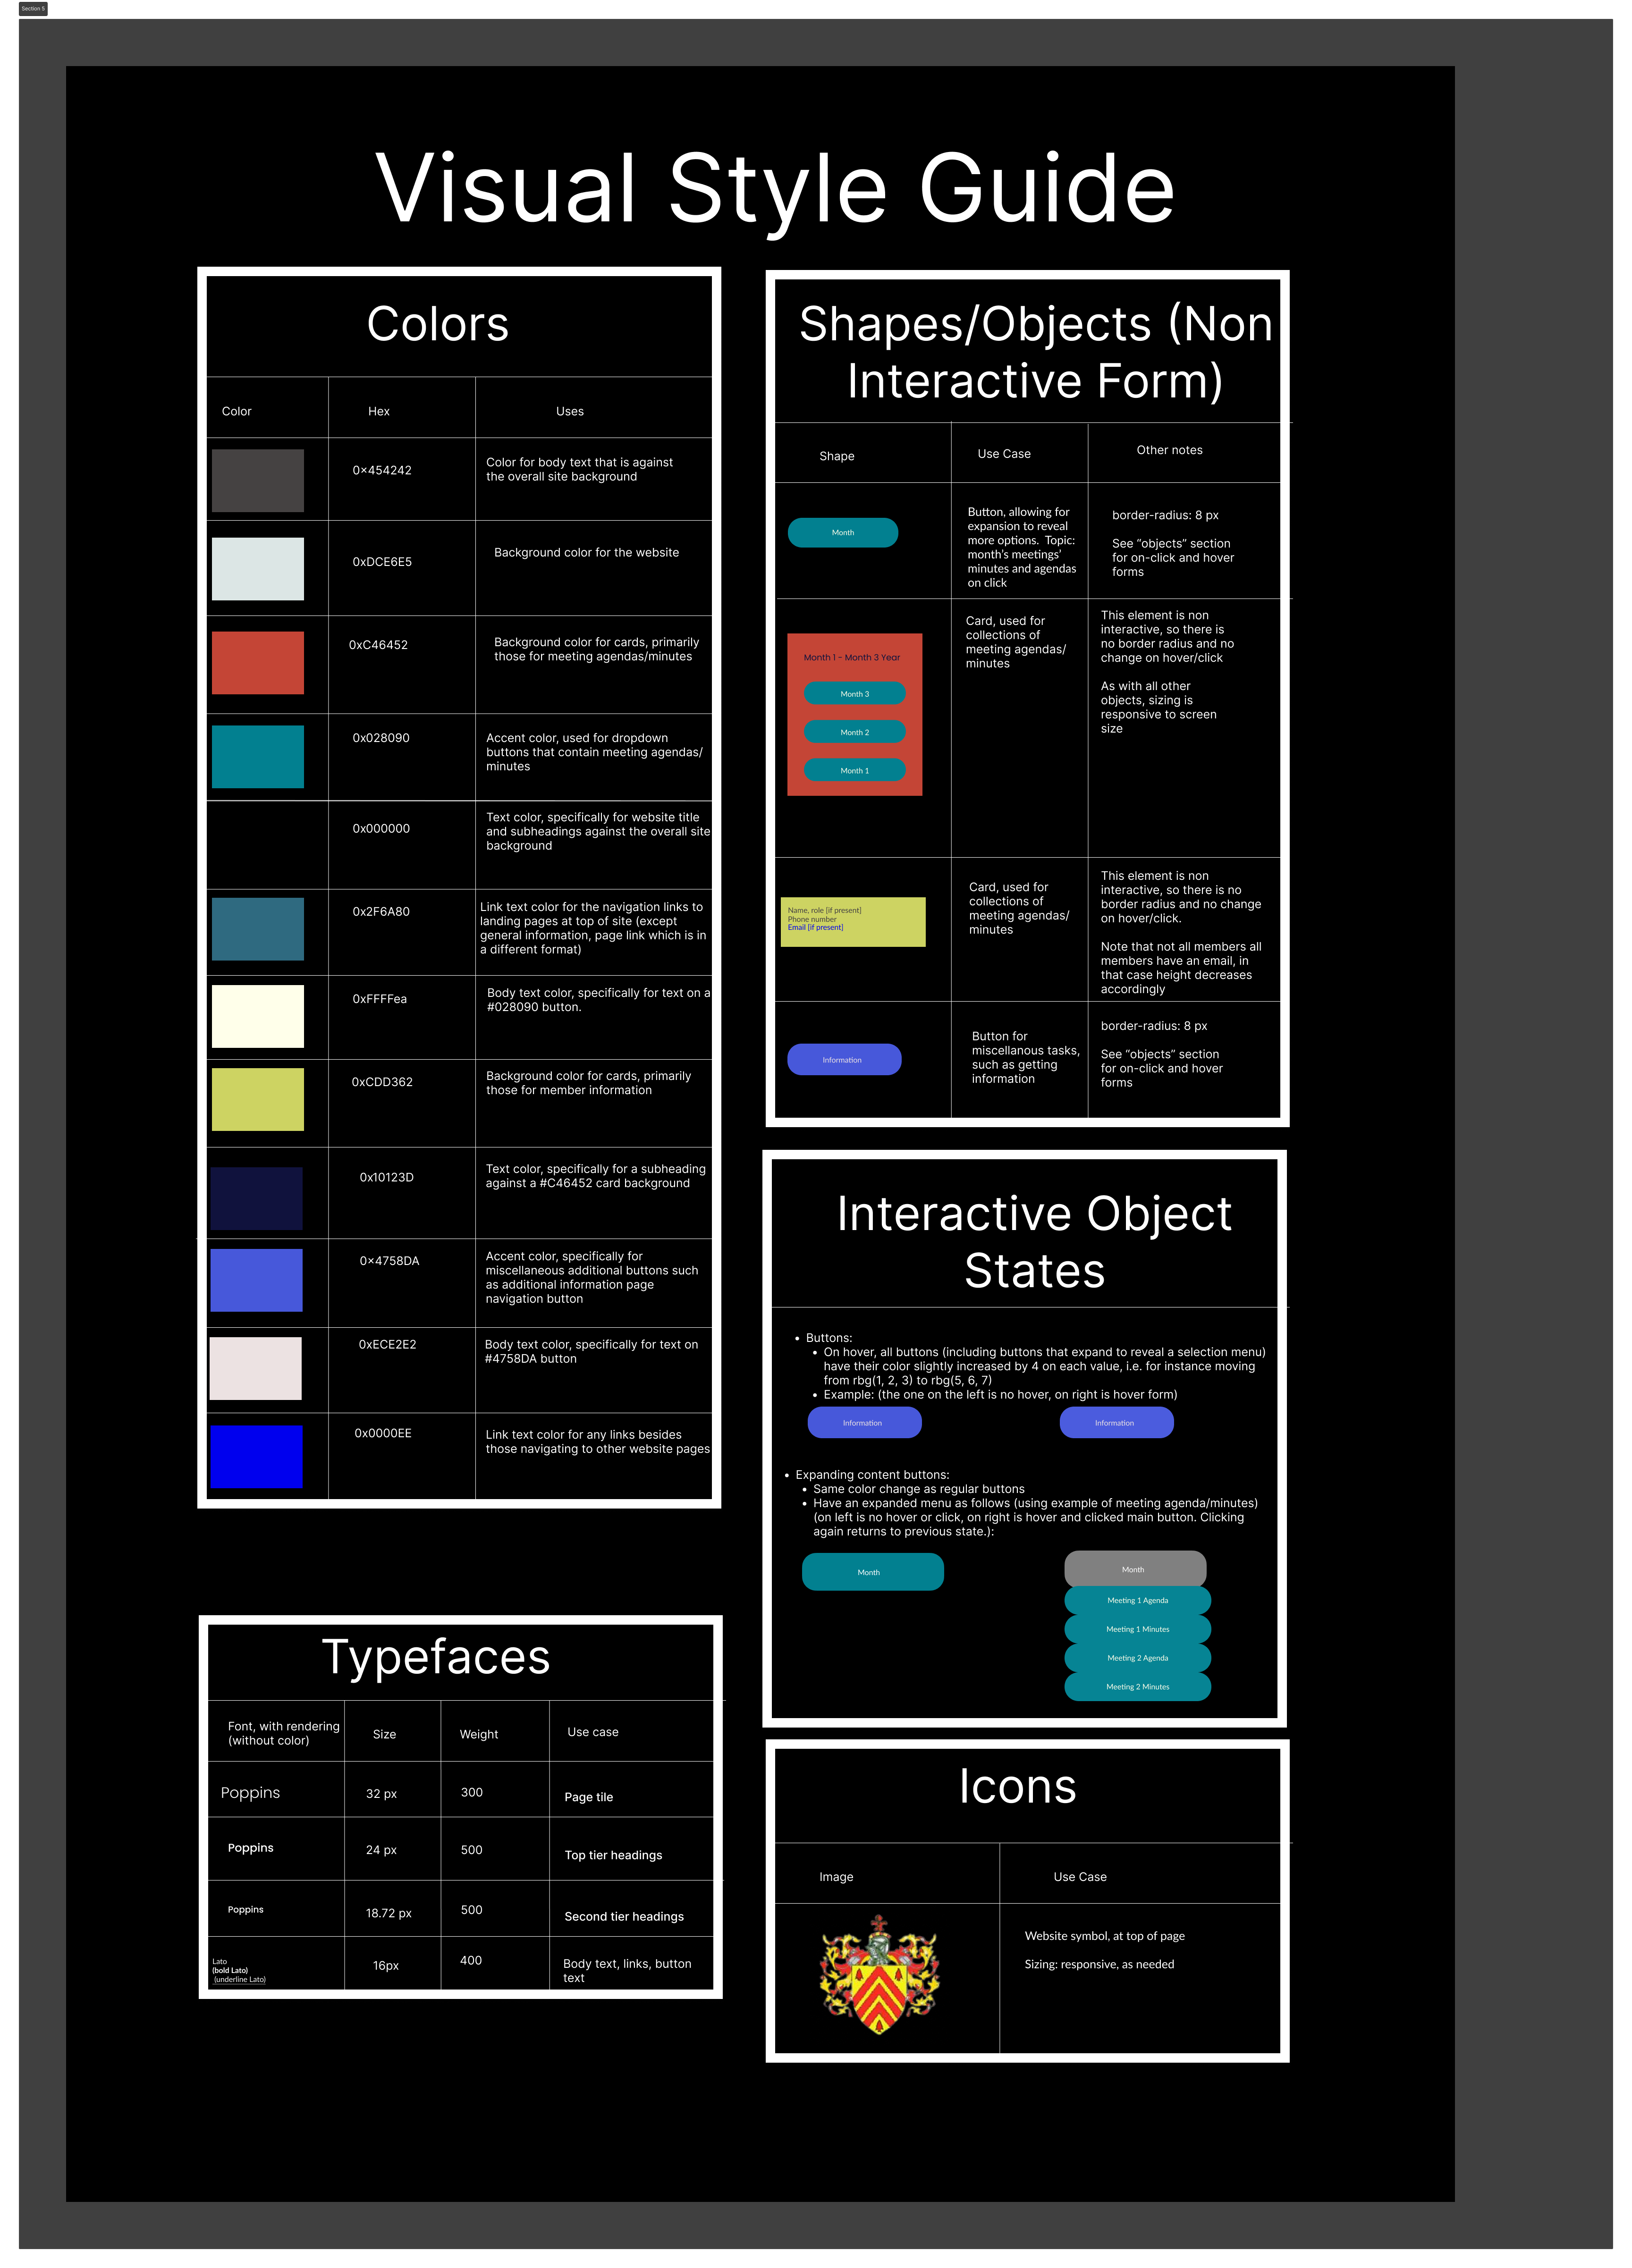 Section 5
Visual Style Guide
Colors
Color
Hex
Uses
0×454242
Color for body text that is against
the overall site background
0xDCE6E5
Background color for the website
0xC46452
Background color for cards, primarily
those for meeting agendas/minutes
0x028090
Accent color, used for dropdown
buttons that contain meeting agendas/
minutes
0x000000
Text color, specifically for website title
and subheadings against the overall site
background
0x2F6A80
Link text color for the navigation links to
landing pages at top of site (except
general information, page link which is in
a different format)
0xFFFFea
Body text color, specifically for text on a
#028090 button.
0xCDD362
Background color for cards, primarily
those for member information
0x10123D
Text color, specifically for a subheading
against a #C46452 card background
0×4758DA
Accent color, specifically for
miscellaneous additional buttons such
as additional information page
navigation button
0xECE2E2
Body text color, specifically for text on
#4758DA button
0x0000EE
Link text color for any links besides
those navigating to other website pages
Typefaces
Font, with rendering
(without color)
Size
Weight
Use case
Poppins
32 px
300
Page tile
Poppins
24 px
500
Top tier headings
Poppins
18.72 px
500
Second tier headings
Lato
(bold Lato)
(underline Lato)
16px
400
Body text, links, button
text
Shapes/Objects (Non
Interactive Form)
Shape
Use Case
Other notes
Month
Button, allowing for
expansion to reveal
more options.  Topic:
month's meetings'
minutes and agendas
on click
border-radius: 8 px
See “objects” section
for on-click and hover
forms
Month 1 - Month 3 Year
Month 3
Month 2
Month 1
Card, used for
collections of
meeting agendas/
minutes
This element is non
interactive, so there is
no border radius and no
change on hover/click
As with all other
objects, sizing is
responsive to screen
size
Name, role [if present]
Phone number
Email [if present]
Card, used for
collections of
meeting agendas/
minutes
This element is non
interactive, so there is no
border radius and no change
on hover/click.
Note that not all members all
members have an email, in
that case height decreases
accordingly
Information
Button for
miscellanous tasks,
such as getting
information
border-radius: 8 px
See “objects” section
for on-click and hover
forms
Interactive Object
States
• Buttons:
• On hover, all buttons (including buttons that expand to reveal a selection menu)
have their color slightly increased by 4 on each value, i.e. for instance moving
from rbg(1, 2, 3) to rbg(5, 6, 7)
• Example: (the one on the left is no hover, on right is hover form)
Information
Information
• Expanding content buttons:
• Same color change as regular buttons
• Have an expanded menu as follows (using example of meeting agenda/minutes)
(on left is no hover or click, on right is hover and clicked main button. Clicking
again returns to previous state.):
Month
Month
Meeting 1 Agenda
Meeting 1 Minutes
Meeting 2 Agenda
Meeting 2 Minutes
Icons
Image
Use Case
Website symbol, at top of page
Sizing: responsive, as needed